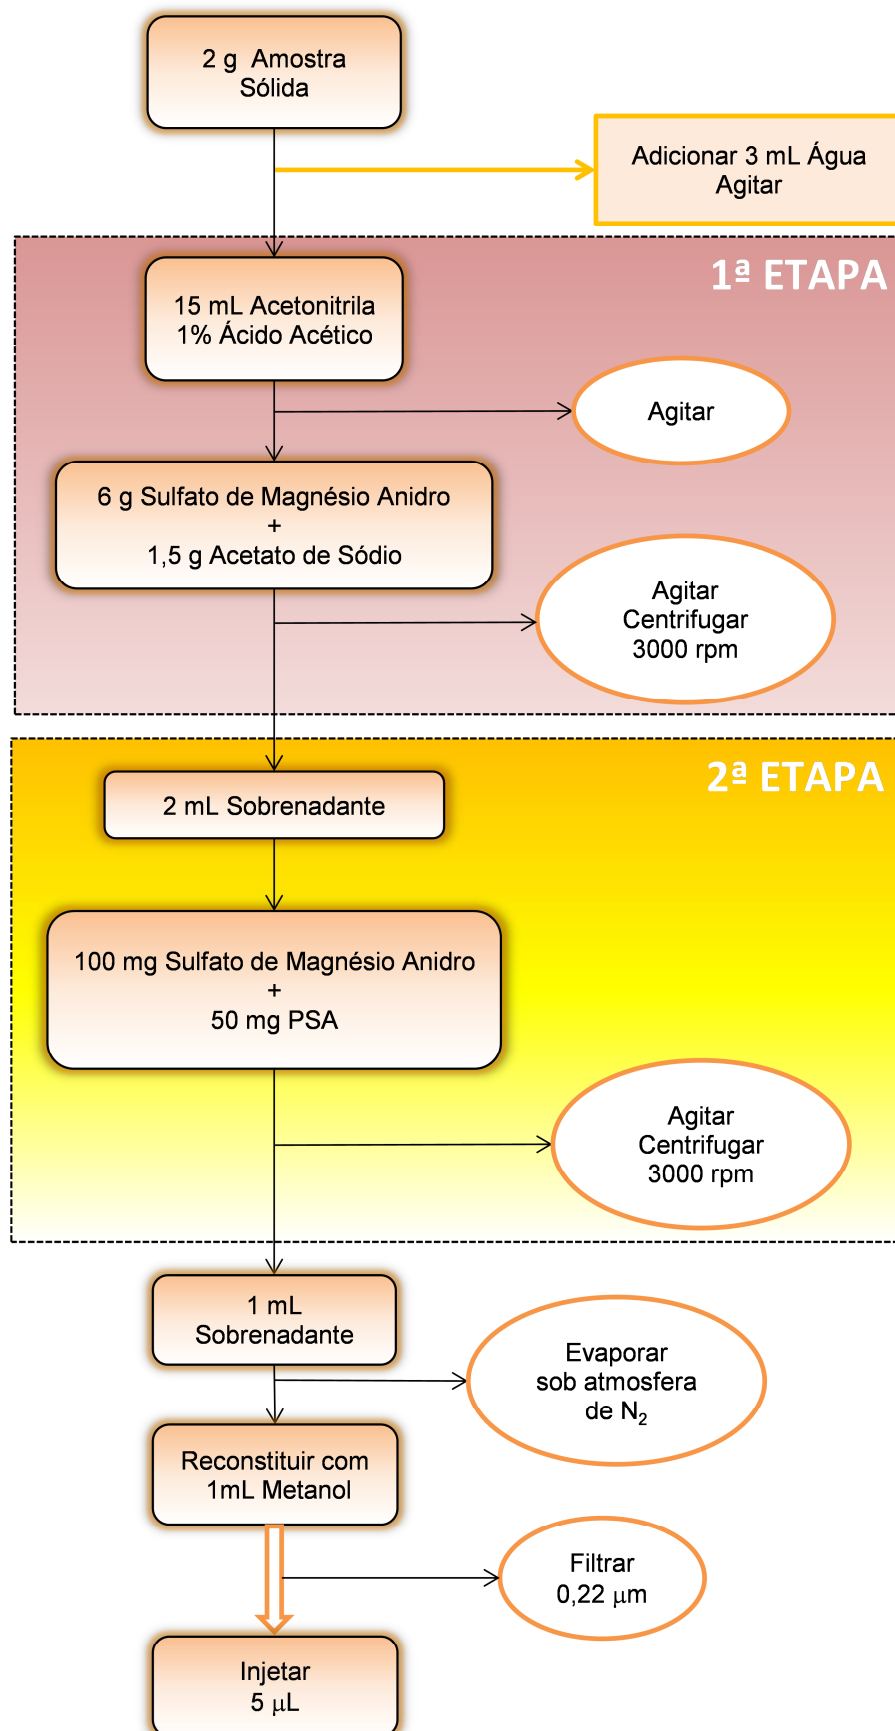 2 g Amostra
Sólida
Adicionar 3 mL Água
Agitar
1ª ETAPA
15 mL Acetonitrila
1% Ácido Acético
Agitar
6 g Sulfato de Magnésio Anidro
+
1,5 g Acetato de Sódio
Agitar
Centrifugar
3000 rpm
2ª ETAPA
2 mL Sobrenadante
100 mg Sulfato de Magnésio Anidro
+
50 mg PSA
Agitar
Centrifugar
3000 rpm
1 mL
Sobrenadante
Evaporar
sob atmosfera
de N₂
Reconstituir com
1mL Metanol
Filtrar
0,22 μm
Injetar
5 μL